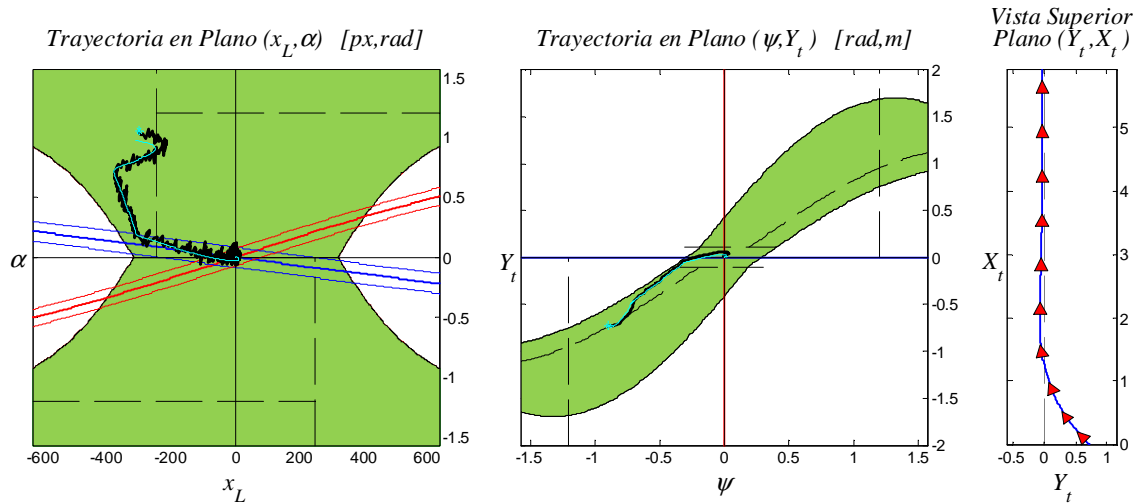 Trayectoria en Plano (x_L,α) [px,rad]
1.5
1
0.5
0
-0.5
-1
-1.5
α
-600 -400 -200 0 200 400 600
x_L
Trayectoria en Plano (ψ,Y_t) [rad,m]
2
1.5
1
0.5
0
-0.5
-1
-1.5
-2
Y_t
-1.5 -1 -0.5 0 0.5 1 1.5
ψ
Vista Superior
Plano (Y_t,X_t)
5
4
3
2
1
0
X_t
-1 -0.5 0 0.5 1
Y_t